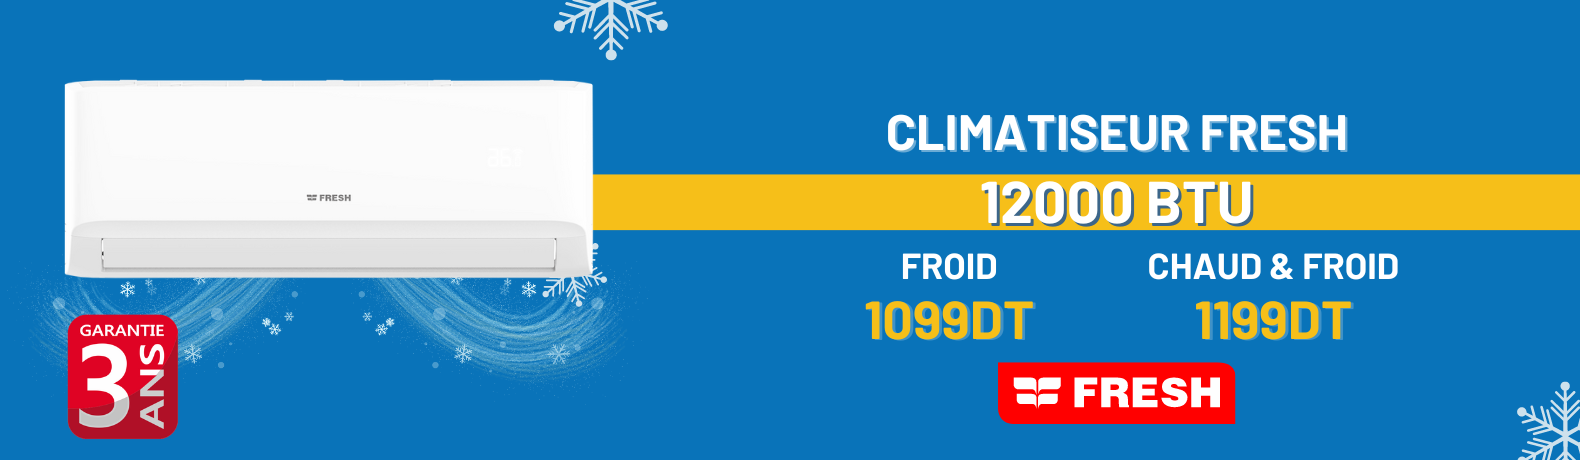 FRESH
GARANTIE
3 ANS
CLIMATISEUR FRESH
12000 BTU
FROID
1099DT
CHAUD & FROID
1199DT
FRESH